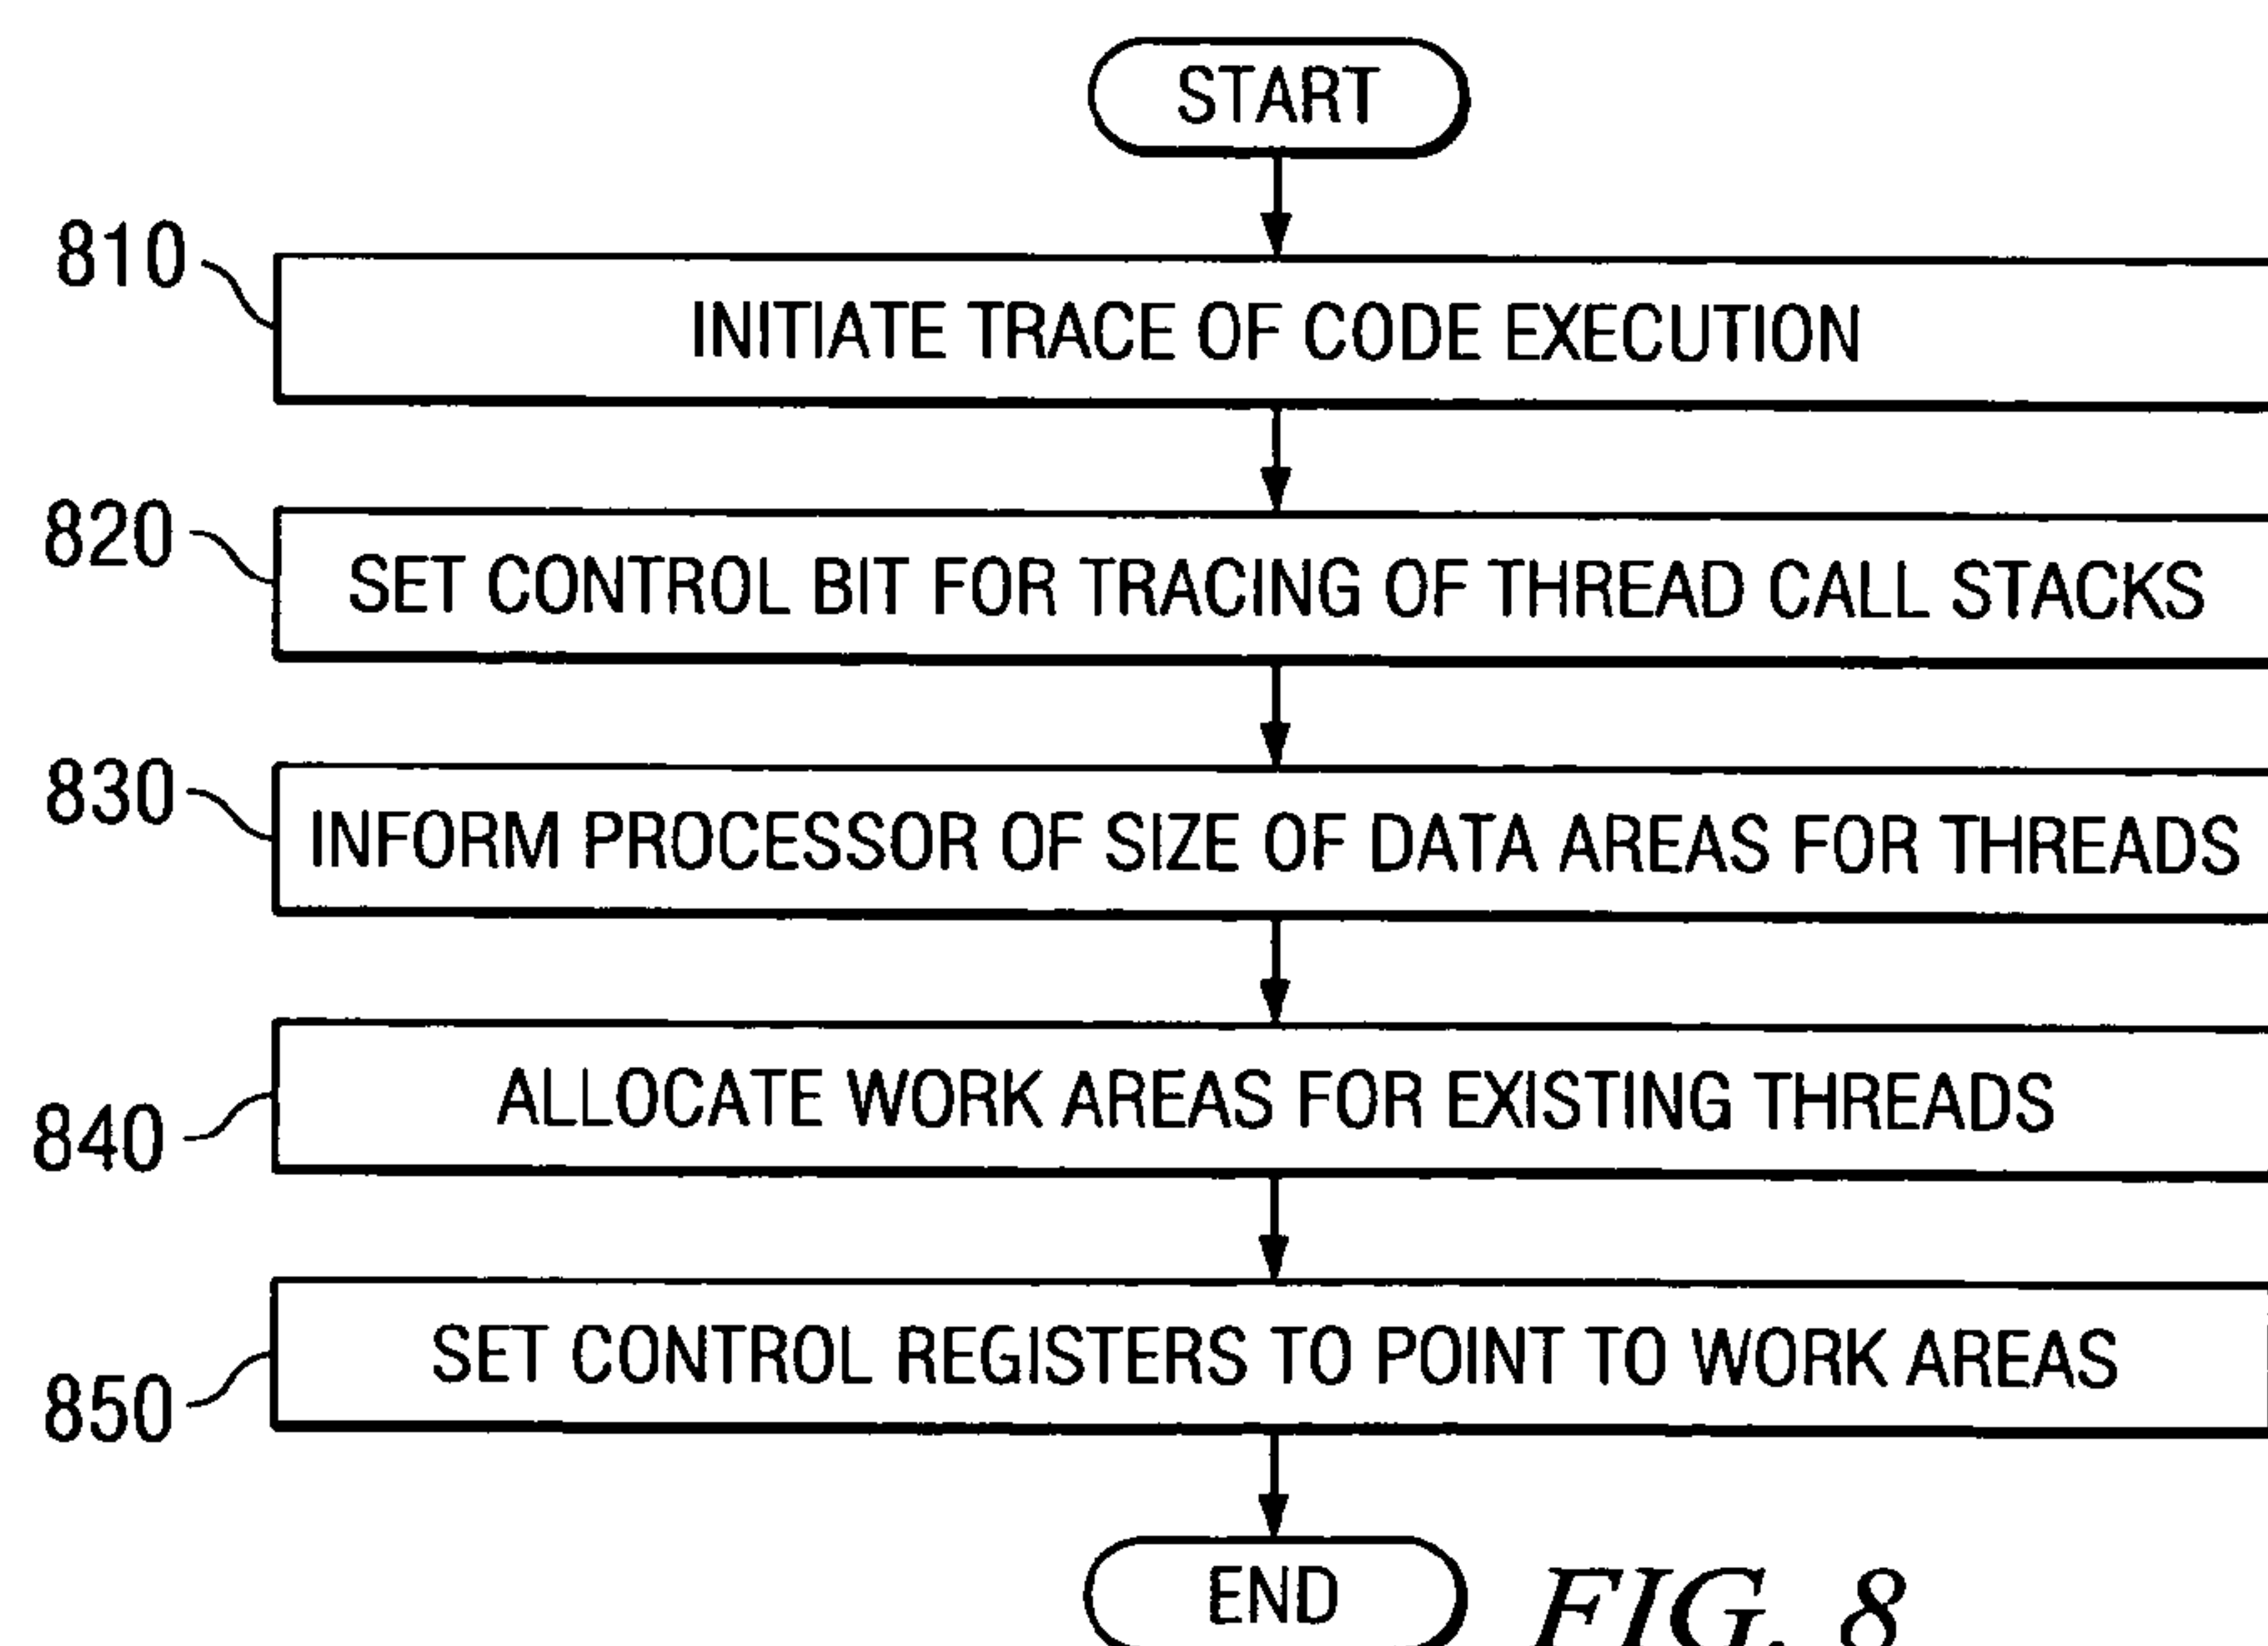 START
810
INITIATE TRACE OF CODE EXECUTION
820
SET CONTROL BIT FOR TRACING OF THREAD CALL STACKS
830
INFORM PROCESSOR OF SIZE OF DATA AREAS FOR THREADS
840
ALLOCATE WORK AREAS FOR EXISTING THREADS
850
SET CONTROL REGISTERS TO POINT TO WORK AREAS
END
FIG. 8